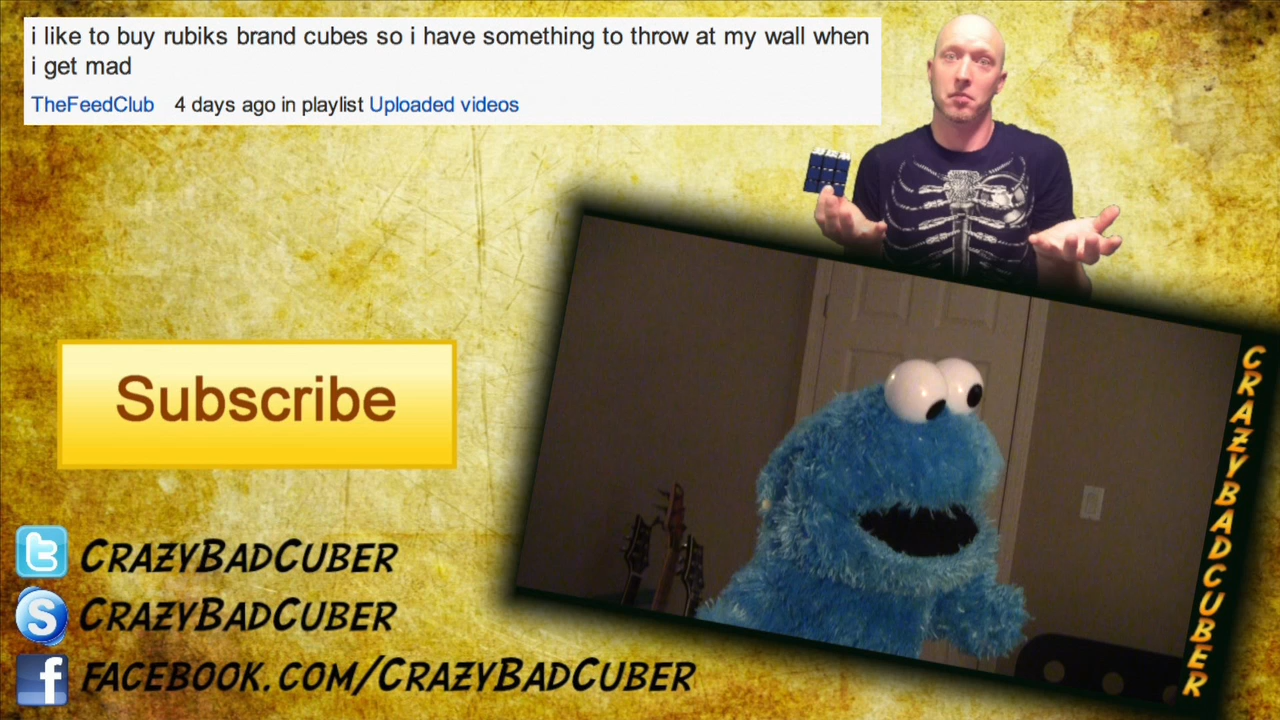 i like to buy rubiks brand cubes so i have something to throw at my wall when
i get mad
TheFeedClub 4 days ago in playlist Uploaded videos
Subscribe
CrazyBadCuber
CrazyBadCuber
facebook.com/CrazyBadCuber
CRAZYBADCUBER